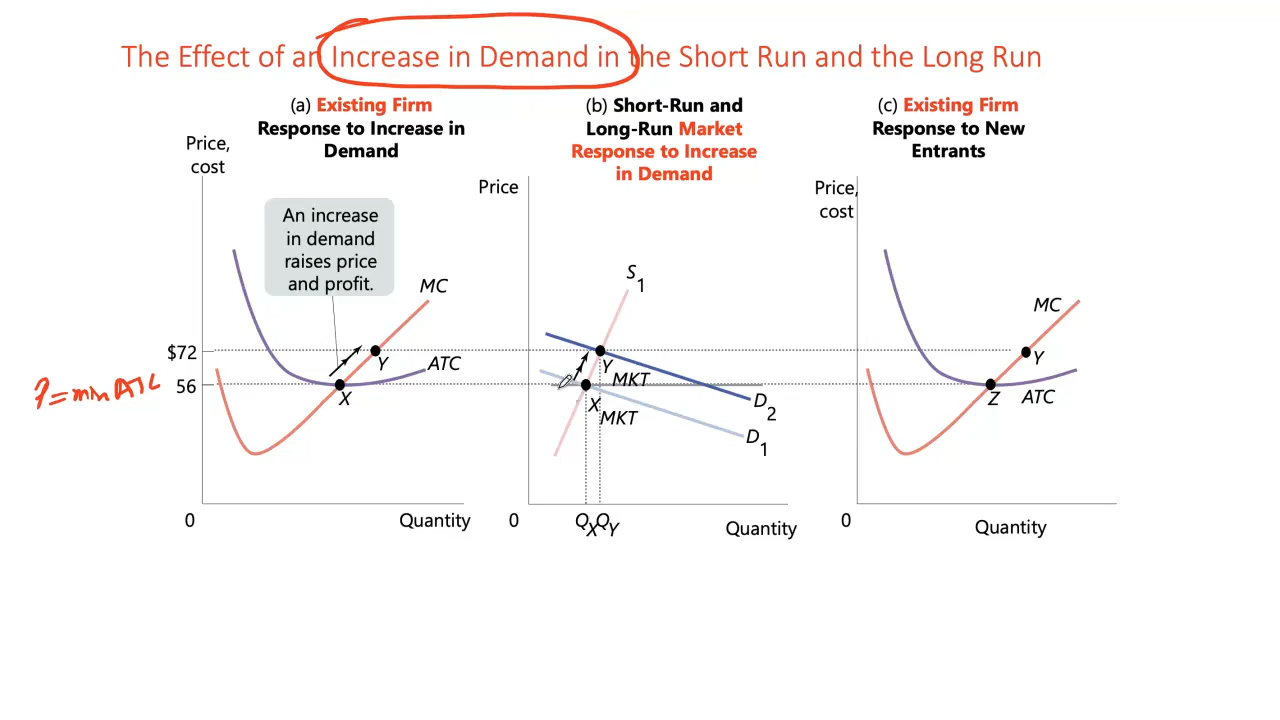 The Effect of an Increase in Demand in the Short Run and the Long Run
(a) Existing Firm
Response to Increase in
Demand
(b) Short-Run and
Long-Run Market
Response to Increase
in Demand
(c) Existing Firm
Response to New
Entrants
Price,
cost
An increase
in demand
raises price
and profit.
MC
ATC
Y
X
$72
56
P = min ATC
0
Quantity
Price
S1
Y
MKT
X
MKT
D2
D1
0
QX QY
Quantity
Price,
cost
MC
Y
Z
ATC
0
Quantity